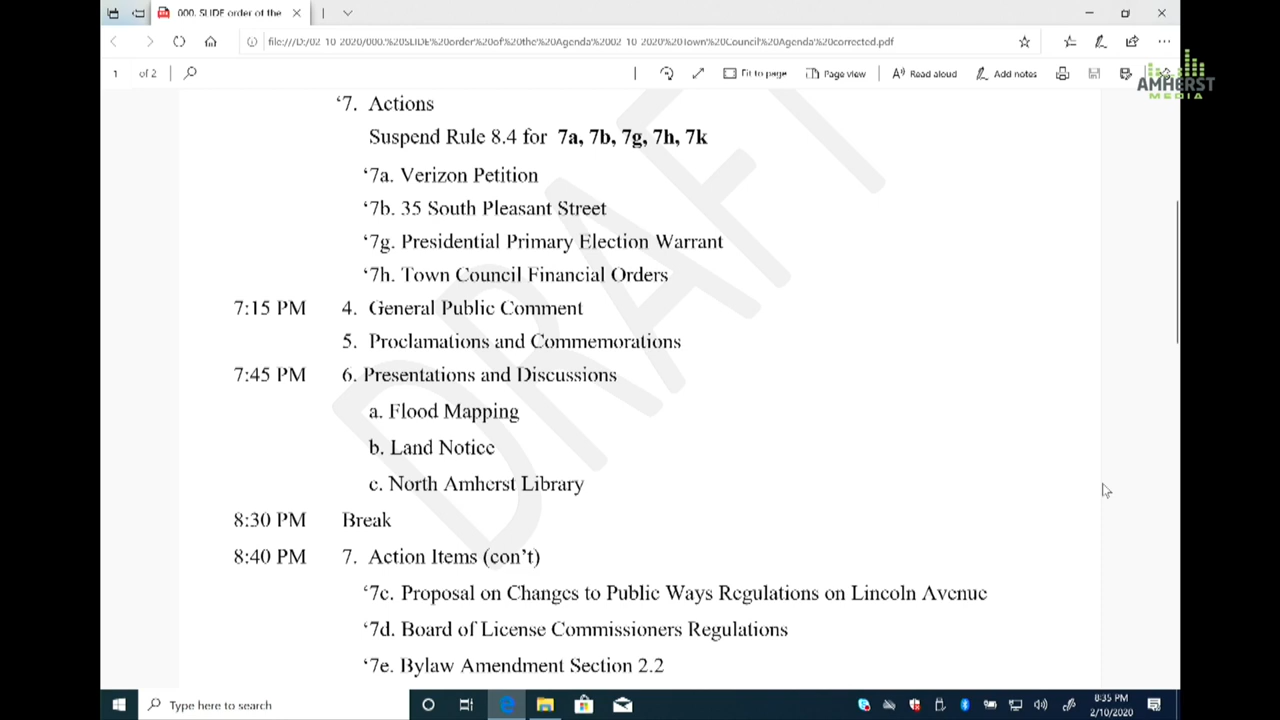 000. SLIDE order of the
file:///D:/02 10 2020/000.%20SLIDE%20order%20of%20the%20Agenda%2002 10 2020%20Town%20Council%20Agenda%20corrected.pdf
1 of 2 Fit to page Page view Read aloud Add notes
AMHERST
MEDIA
DRAFT
‘7. Actions
Suspend Rule 8.4 for 7a, 7b, 7g, 7h, 7k
‘7a. Verizon Petition
‘7b. 35 South Pleasant Street
‘7g. Presidential Primary Election Warrant
‘7h. Town Council Financial Orders
7:15 PM 4. General Public Comment
5. Proclamations and Commemorations
7:45 PM 6. Presentations and Discussions
a. Flood Mapping
b. Land Notice
c. North Amherst Library
8:30 PM Break
8:40 PM 7. Action Items (con’t)
‘7c. Proposal on Changes to Public Ways Regulations on Lincoln Avenue
‘7d. Board of License Commissioners Regulations
‘7e. Bylaw Amendment Section 2.2
Type here to search
8:35 PM
2/10/2020